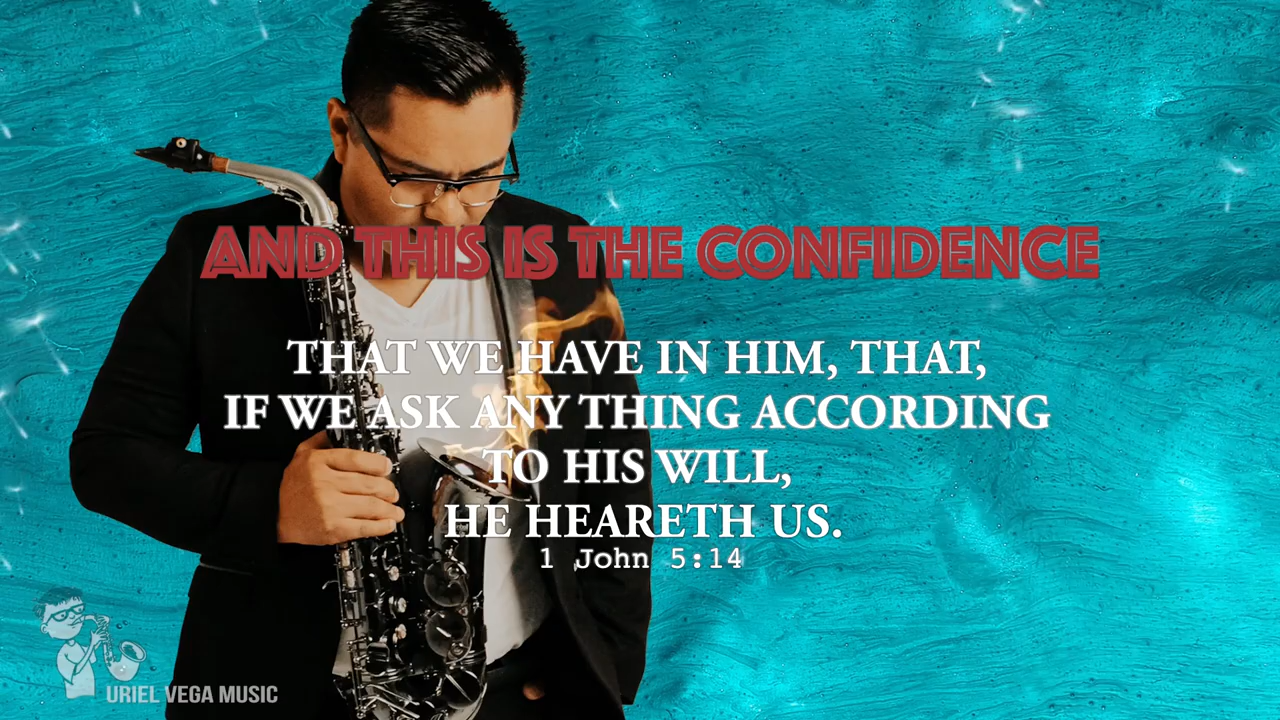 AND THIS IS THE CONFIDENCE
THAT WE HAVE IN HIM, THAT,
IF WE ASK ANY THING ACCORDING
TO HIS WILL,
HE HEARETH US.
1 John 5:14
URIEL VEGA MUSIC